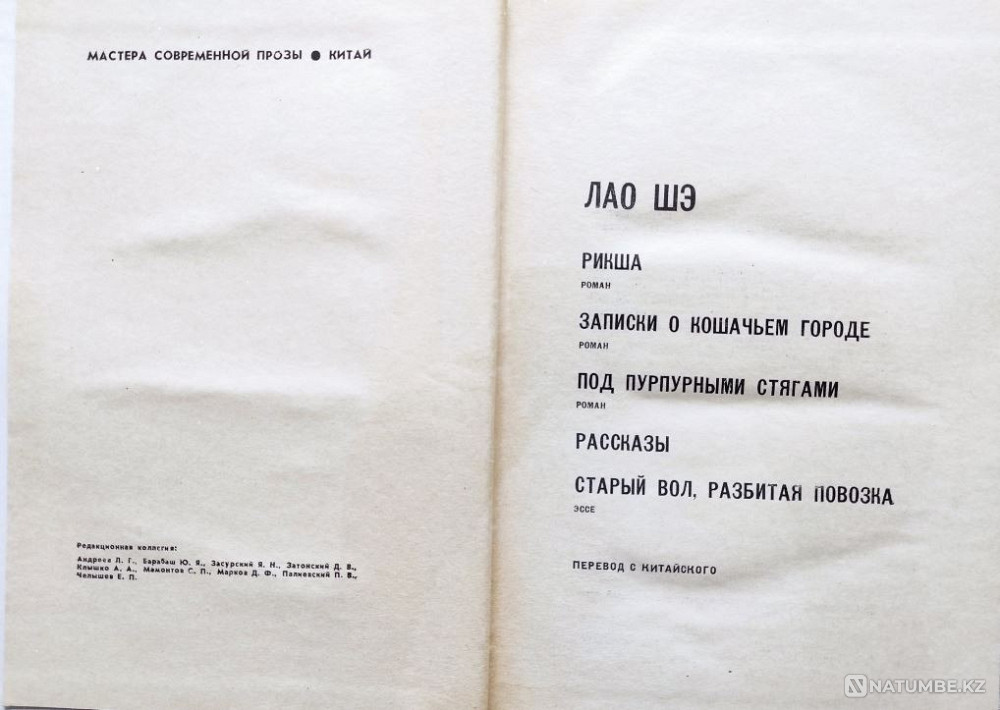 МАСТЕРА СОВРЕМЕННОЙ ПРОЗЫ ● КИТАЙ
Редакционная коллегия:
Андреев Л. Г., Барабаш Ю. Я., Засурский Я. Н., Затонский Д. В.,
Клышко А. А., Мамонтов С. П., Марков Д. Ф., Палиевский П. В.,
Челышев Е. П.
ЛАО ШЭ
РИКША
РОМАН
ЗАПИСКИ О КОШАЧЬЕМ ГОРОДЕ
РОМАН
ПОД ПУРПУРНЫМИ СТЯГАМИ
РОМАН
РАССКАЗЫ
СТАРЫЙ ВОЛ, РАЗБИТАЯ ПОВОЗКА
ЭССЕ
ПЕРЕВОД С КИТАЙСКОГО
NATUMBE.KZ